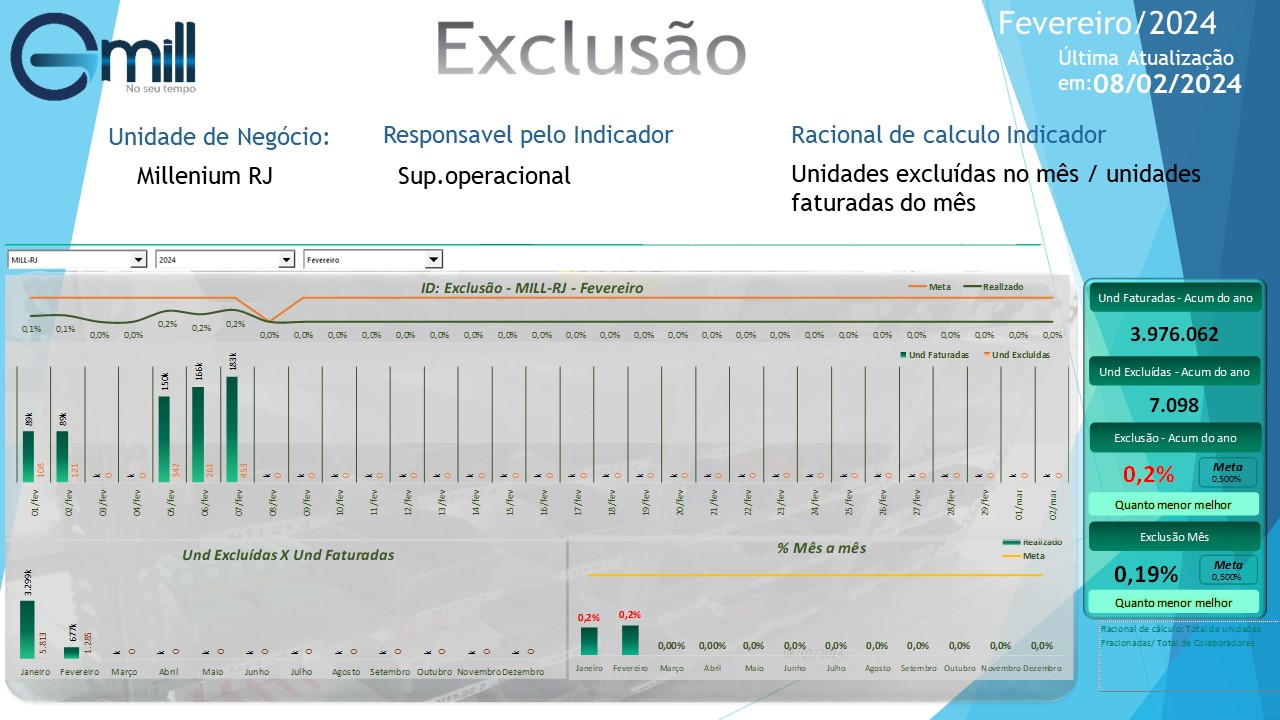 Gmill
No seu tempo
Exclusão
Fevereiro/2024
Última Atualização
em:08/02/2024
Unidade de Negócio:
Millenium RJ
Responsavel pelo Indicador
Sup.operacional
Racional de calculo Indicador
Unidades excluídas no mês / unidades
faturadas do mês
MILL-RJ 2024 Fevereiro
ID: Exclusão - MILL-RJ - Fevereiro
Meta Realizado
0,1% 0,1% 0,0% 0,0% 0,2% 0,2% 0,2% 0,0% 0,0% 0,0% 0,0% 0,0% 0,0% 0,0% 0,0% 0,0% 0,0% 0,0% 0,0% 0,0% 0,0% 0,0% 0,0% 0,0% 0,0% 0,0% 0,0% 0,0% 0,0% 0,0% 0,0%
Und Faturadas Und Excluídas
89k 89k k k 150k 166k 183k k k k k k k k k k k k k k k k k k k k k k k k k
108 121 0 0 342 261 453 0 0 0 0 0 0 0 0 0 0 0 0 0 0 0 0 0 0 0 0 0 0 0 0
01/fev 02/fev 03/fev 04/fev 05/fev 06/fev 07/fev 08/fev 09/fev 10/fev 11/fev 12/fev 13/fev 14/fev 15/fev 16/fev 17/fev 18/fev 19/fev 20/fev 21/fev 22/fev 23/fev 24/fev 25/fev 26/fev 27/fev 28/fev 29/fev 01/mar 02/mar
Und Excluídas X Und Faturadas
3.299k 677k k k k k k k k k k k
5.813 1.285 0 0 0 0 0 0 0 0 0 0
Janeiro Fevereiro Março Abril Maio Junho Julho Agosto Setembro Outubro Novembro Dezembro
% Mês a mês
Realizado
Meta
0,2% 0,2% 0,00% 0,00% 0,0% 0,0% 0,0% 0,0% 0,0% 0,0% 0,0% 0,0%
Janeiro Fevereiro Março Abril Maio Junho Julho Agosto Setembro Outubro Novembro Dezembro
Und Faturadas - Acum do ano
3.976.062
Und Excluídas - Acum do ano
7.098
Exclusão - Acum do ano
0,2%
Meta
0,500%
Quanto menor melhor
Exclusão Mês
0,19%
Meta
0,500%
Quanto menor melhor
Racional de cálculo: Total de unidades
Fracionadas/ Total de Colaboradores